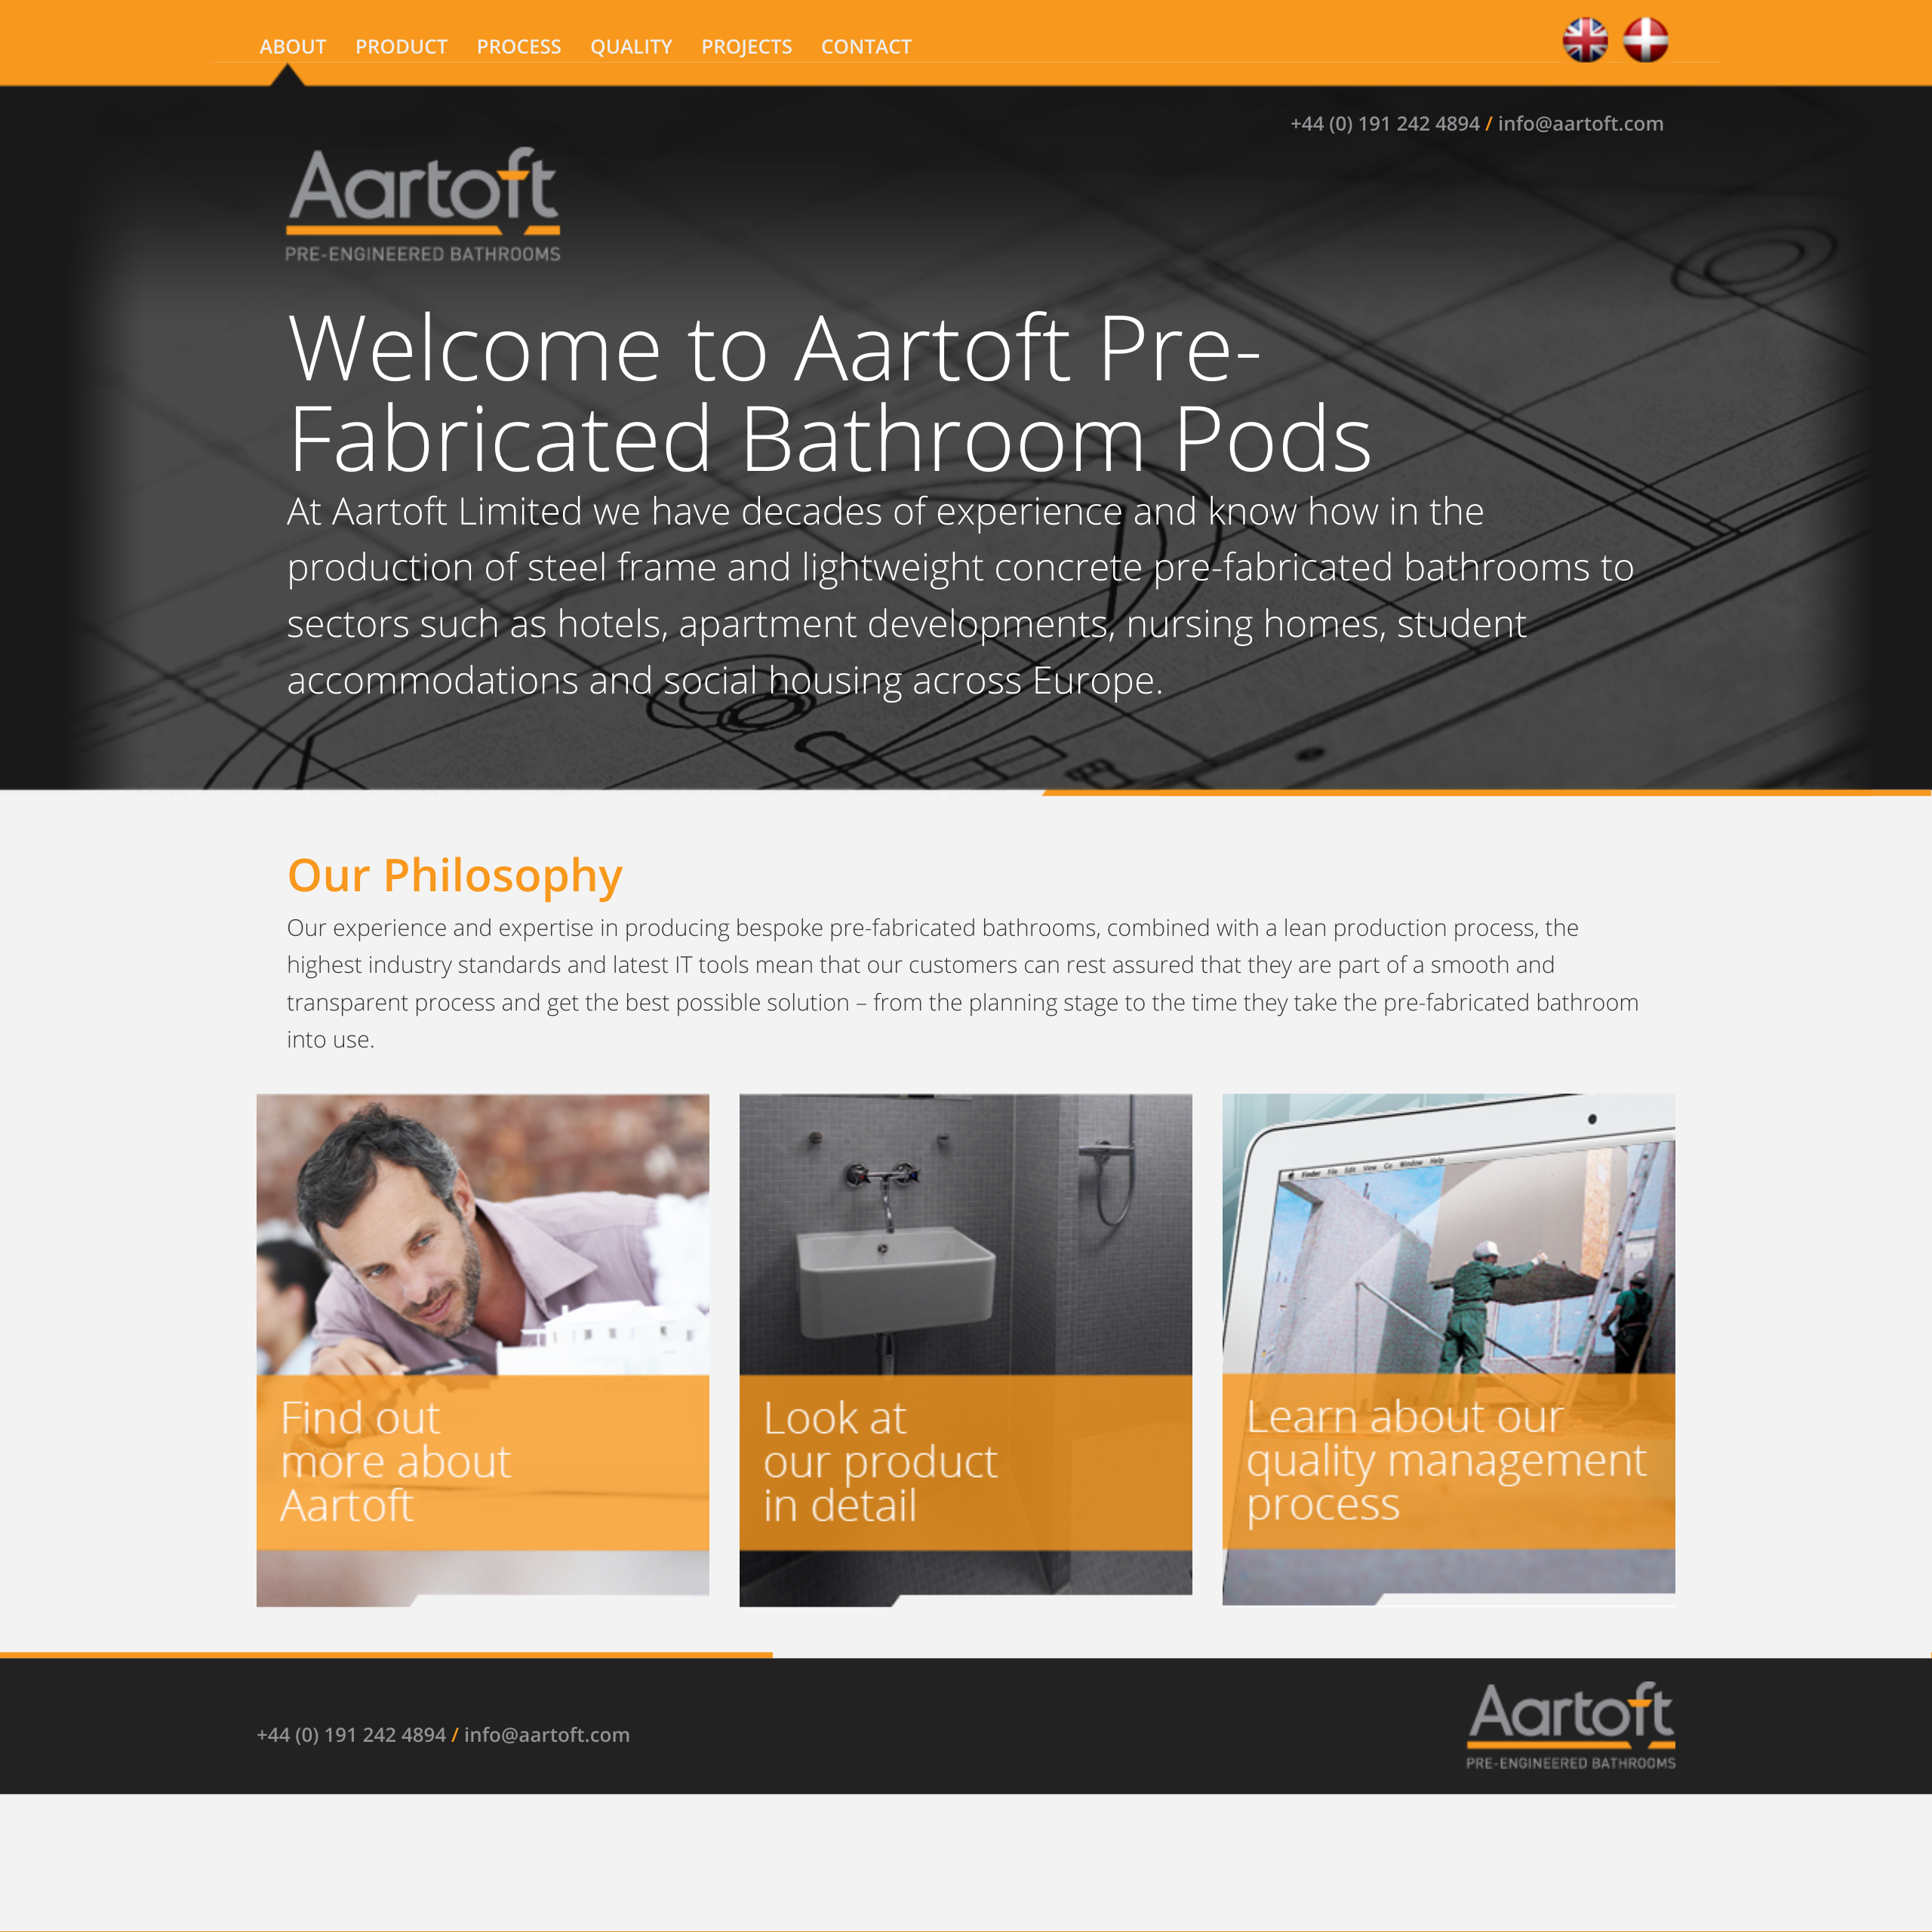 ABOUT PRODUCT PROCESS QUALITY PROJECTS CONTACT
+44 (0) 191 242 4894 / info@aartoft.com
Aartoft
PRE-ENGINEERED BATHROOMS
Welcome to Aartoft Pre-
Fabricated Bathroom Pods
At Aartoft Limited we have decades of experience and know how in the
production of steel frame and lightweight concrete pre-fabricated bathrooms to
sectors such as hotels, apartment developments, nursing homes, student
accommodations and social housing across Europe.
Our Philosophy
Our experience and expertise in producing bespoke pre-fabricated bathrooms, combined with a lean production process, the
highest industry standards and latest IT tools mean that our customers can rest assured that they are part of a smooth and
transparent process and get the best possible solution – from the planning stage to the time they take the pre-fabricated bathroom
into use.
Finder File Edit View Go Window Help
Find out
more about
Aartoft
Look at
our product
in detail
Learn about our
quality management
process
+44 (0) 191 242 4894 / info@aartoft.com
Aartoft
PRE-ENGINEERED BATHROOMS